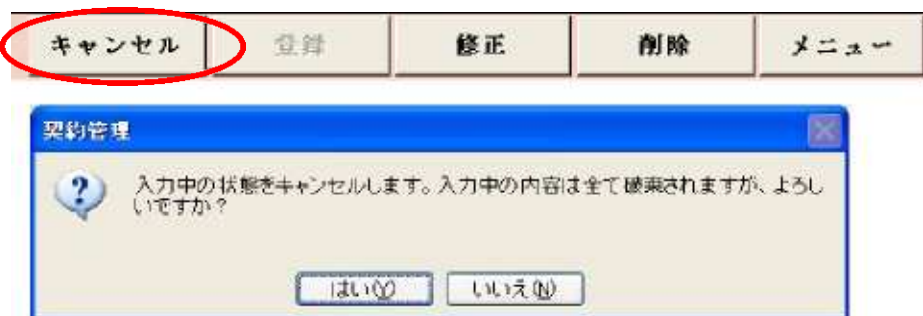 キャンセル 登録 修正 削除 メニュー
契約管理
入力中の状態をキャンセルします。入力中の内容は全て破棄されますが、よろし
いですか？
はい(Y) いいえ(N)